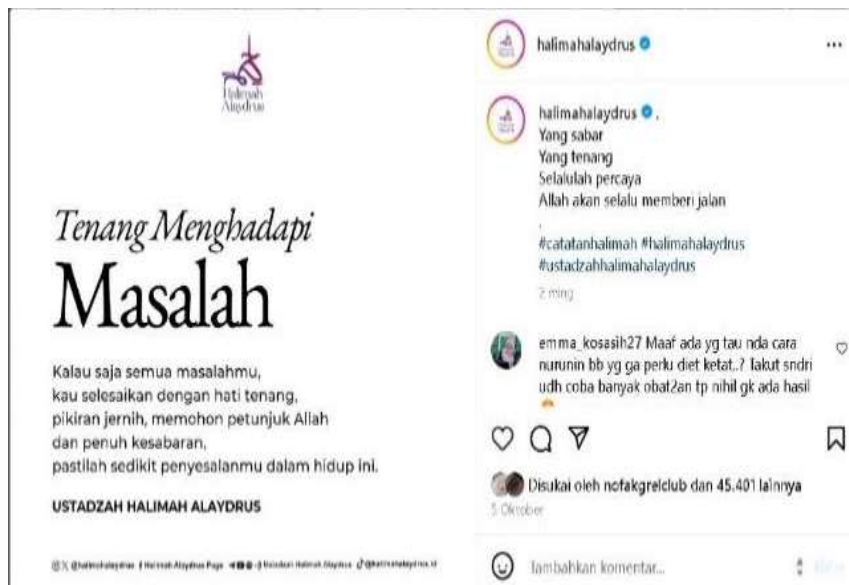 Halimah
Alaydrus
Tenang Menghadapi
Masalah
Kalau saja semua masalahmu,
kau selesaikan dengan hati tenang,
pikiran jernih, memohon petunjuk Allah
dan penuh kesabaran,
pastilah sedikit penyesalanmu dalam hidup ini.
USTADZAH HALIMAH ALAYDRUS
halimahalaydrus
halimahalaydrus .
Yang sabar
Yang tenang
Selalulah percaya
Allah akan selalu memberi jalan
.
#catatanhalimah #halimahalaydrus
#ustadzahhalimahalaydrus
2 ming
emma_kosasih27 Maaf ada yg tau nda cara
nurunin bb yg ga perlu diet ketat..? Takut sndri
udh coba banyak obat2an tp nihil gk ada hasil
Disukai oleh nofakgrelclub dan 45.401 lainnya
5 Oktober
Tambahkan komentar...